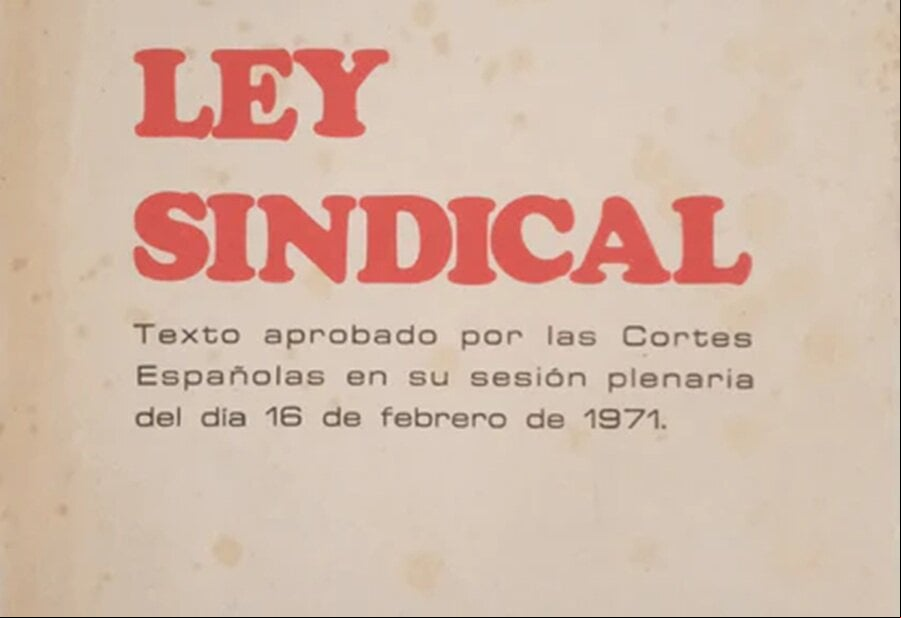 LEY
SINDICAL
Texto aprobado por las Cortes
Españolas en su sesión plenaria
del día 16 de febrero de 1971.